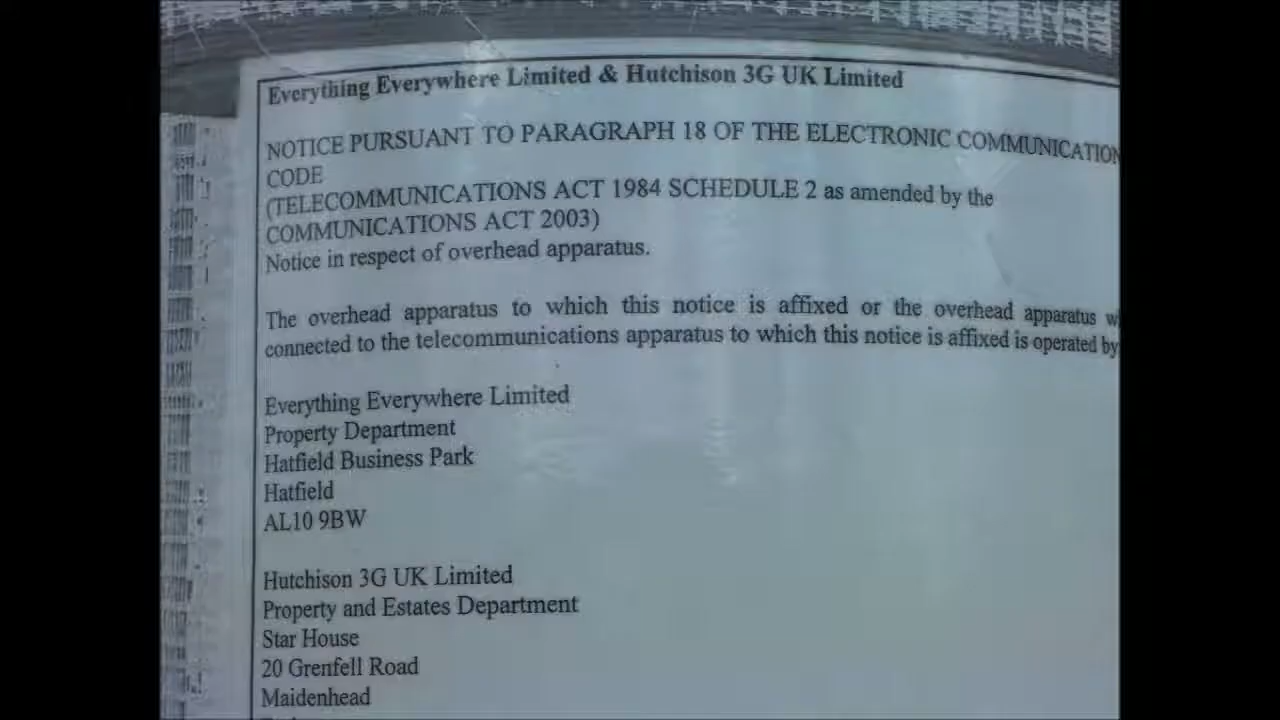 Everything Everywhere Limited & Hutchison 3G UK Limited
NOTICE PURSUANT TO PARAGRAPH 18 OF THE ELECTRONIC COMMUNICATION
CODE
(TELECOMMUNICATIONS ACT 1984 SCHEDULE 2 as amended by the
COMMUNICATIONS ACT 2003)
Notice in respect of overhead apparatus.
The overhead apparatus to which this notice is affixed or the overhead apparatus
connected to the telecommunications apparatus to which this notice is affixed is operated by
Everything Everywhere Limited
Property Department
Hatfield Business Park
Hatfield
AL10 9BW
Hutchison 3G UK Limited
Property and Estates Department
Star House
20 Grenfell Road
Maidenhead